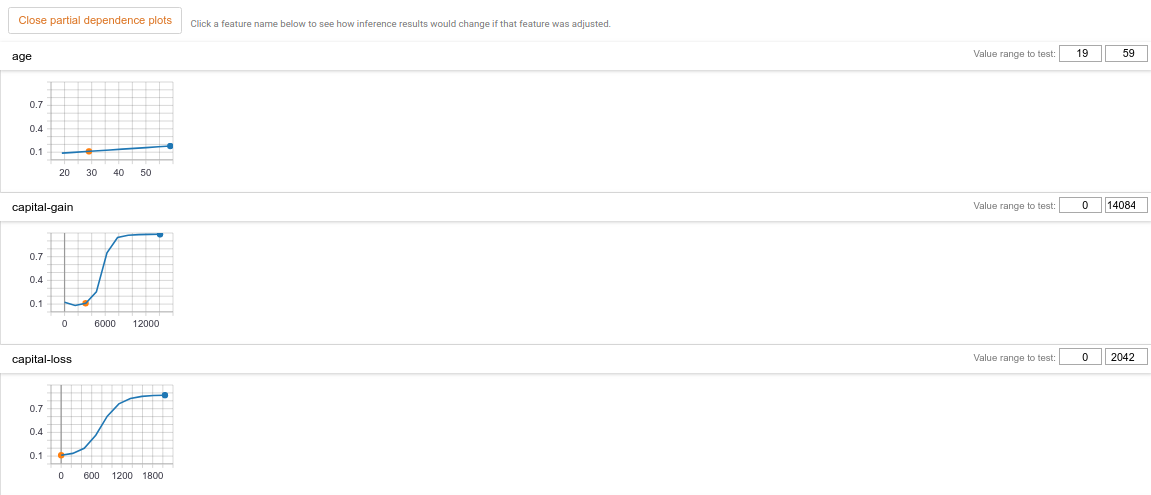 Close partial dependence plots Click a feature name below to see how inference results would change if that feature was adjusted.
age Value range to test: 19 59
0.7
0.4
0.1
20 30 40 50
capital-gain Value range to test: 0 14084
0.7
0.4
0.1
0 6000 12000
capital-loss Value range to test: 0 2042
0.7
0.4
0.1
0 600 1200 1800